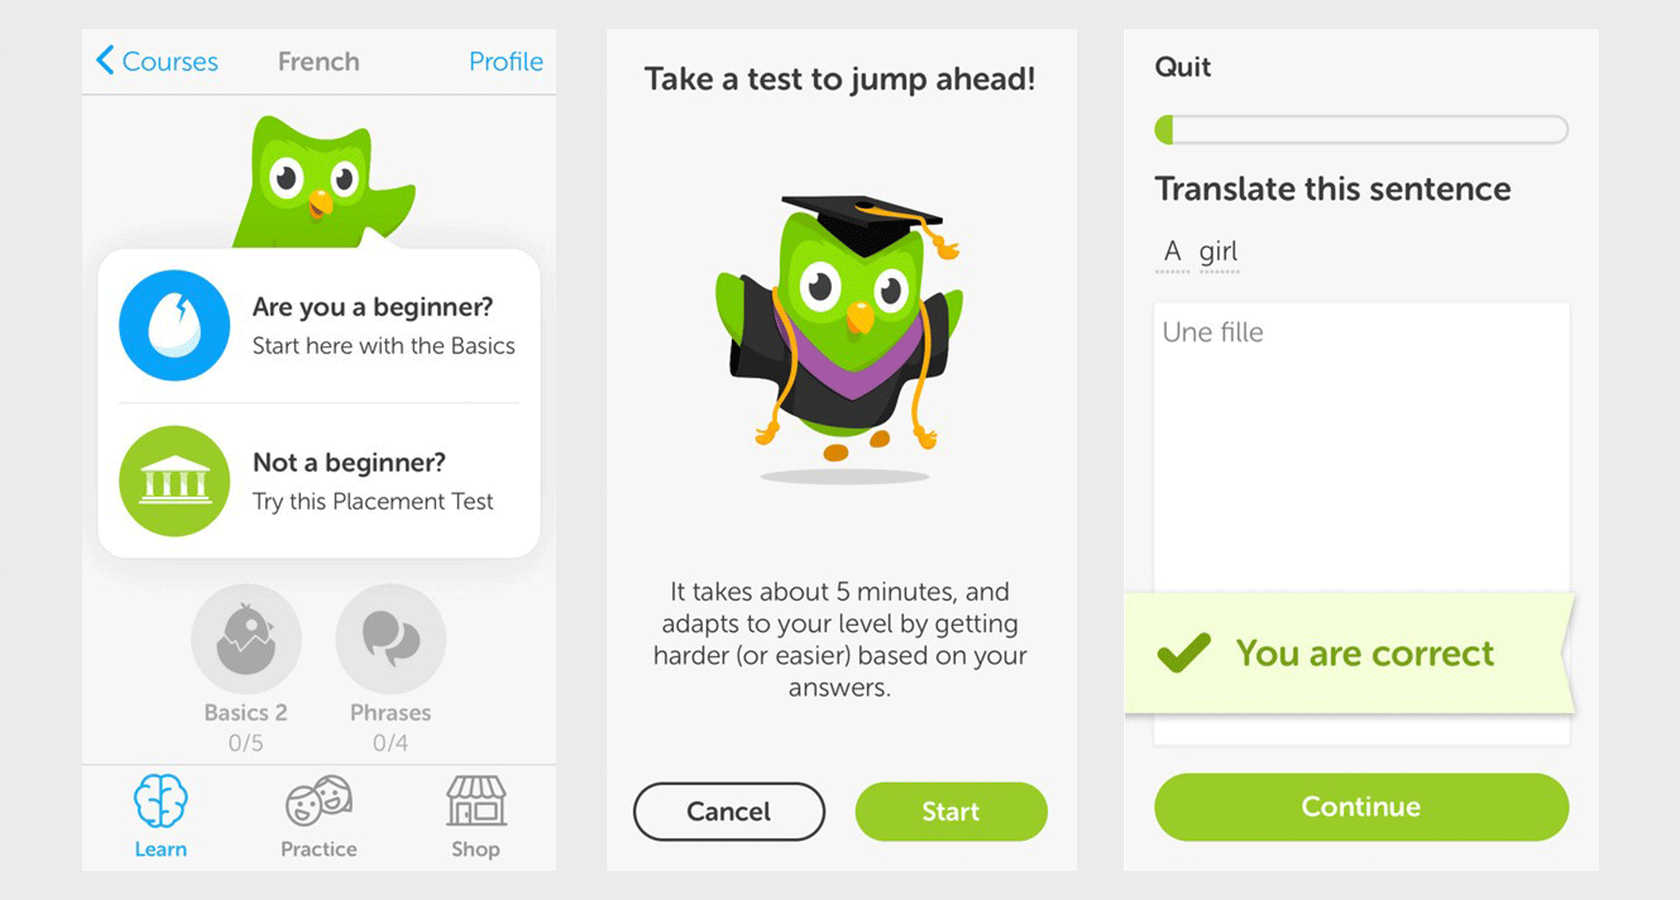 Courses French Profile
Are you a beginner?
Start here with the Basics
Not a beginner?
Try this Placement Test
Basics 2 Phrases
0/5 0/4
Learn Practice Shop
Take a test to jump ahead!
It takes about 5 minutes, and
adapts to your level by getting
harder (or easier) based on your
answers.
Cancel Start
Quit
Translate this sentence
A girl
Une fille
You are correct
Continue